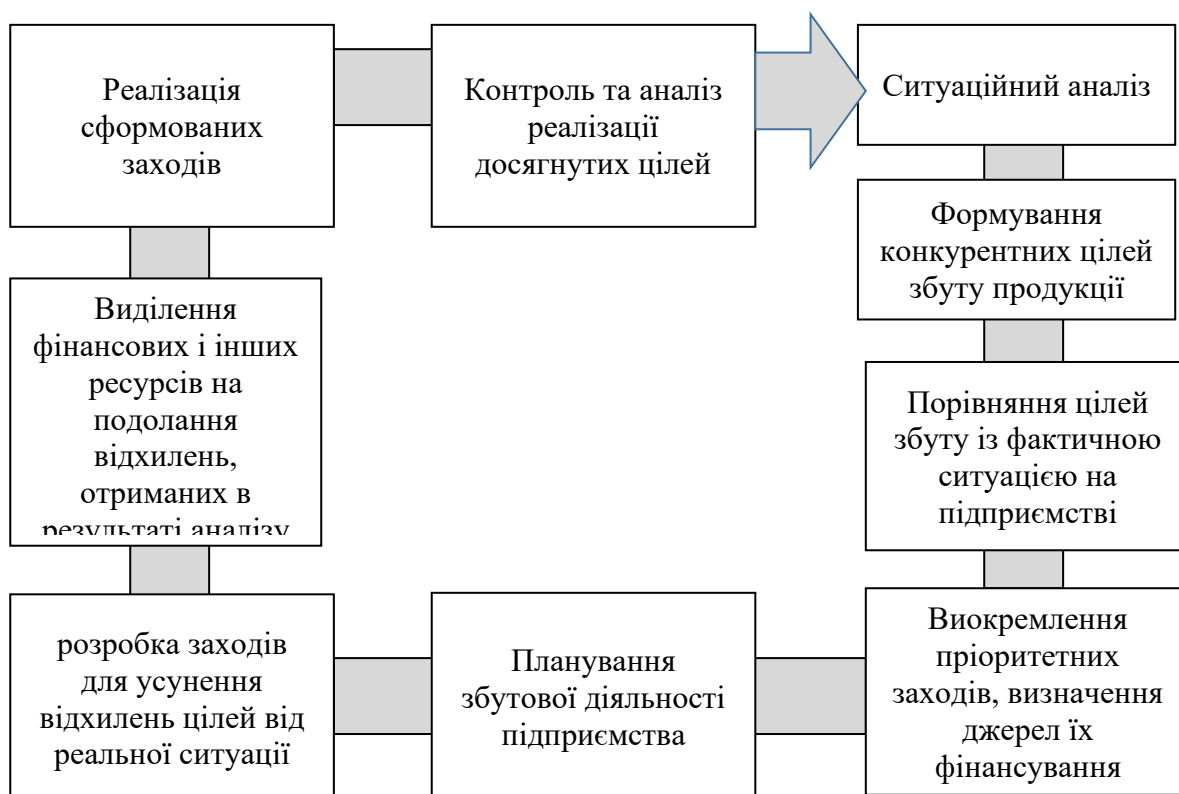 Реалізація
сформованих
заходів
Контроль та аналіз
реалізації
досягнутих цілей
Ситуаційний аналіз
Формування
конкурентних цілей
збуту продукції
Виділення
фінансових і інших
ресурсів на
подолання
відхилень,
отриманих в
результаті аналізу
Порівняння цілей
збуту із фактичною
ситуацією на
підприємстві
розробка заходів
для усунення
відхилень цілей від
реальної ситуації
Планування
збутової діяльності
підприємства
Виокремлення
пріоритетних
заходів, визначення
джерел їх
фінансування